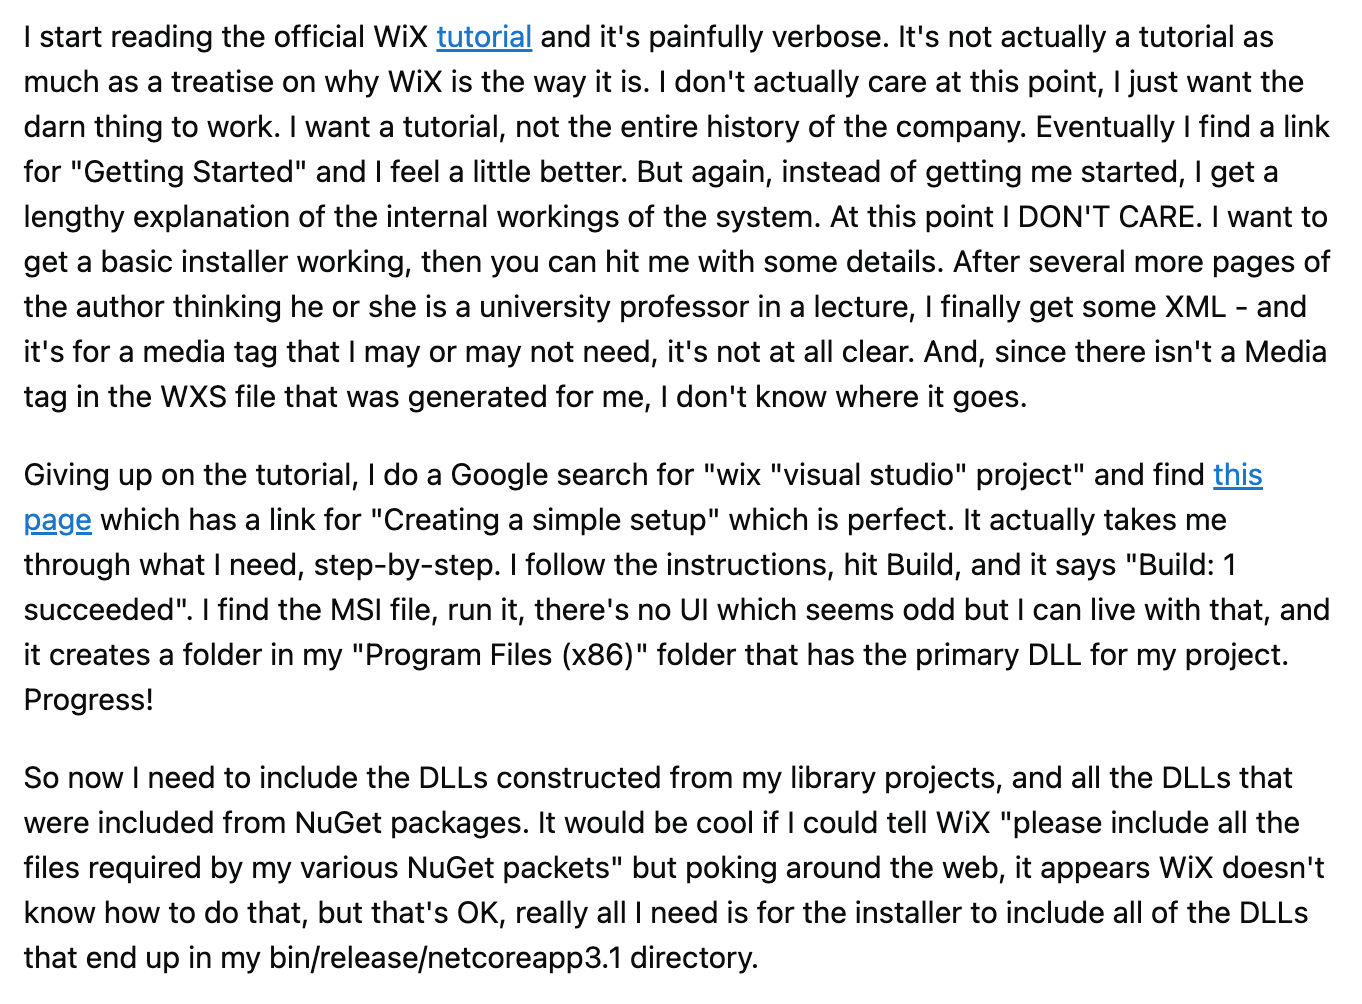 I start reading the official WiX tutorial and it's painfully verbose. It's not actually a tutorial as
much as a treatise on why WiX is the way it is. I don't actually care at this point, I just want the
darn thing to work. I want a tutorial, not the entire history of the company. Eventually I find a link
for "Getting Started" and I feel a little better. But again, instead of getting me started, I get a
lengthy explanation of the internal workings of the system. At this point I DON'T CARE. I want to
get a basic installer working, then you can hit me with some details. After several more pages of
the author thinking he or she is a university professor in a lecture, I finally get some XML - and
it's for a media tag that I may or may not need, it's not at all clear. And, since there isn't a Media
tag in the WXS file that was generated for me, I don't know where it goes.
Giving up on the tutorial, I do a Google search for "wix "visual studio" project" and find this
page which has a link for "Creating a simple setup" which is perfect. It actually takes me
through what I need, step-by-step. I follow the instructions, hit Build, and it says "Build: 1
succeeded". I find the MSI file, run it, there's no UI which seems odd but I can live with that, and
it creates a folder in my "Program Files (x86)" folder that has the primary DLL for my project.
Progress!
So now I need to include the DLLs constructed from my library projects, and all the DLLs that
were included from NuGet packages. It would be cool if I could tell WiX "please include all the
files required by my various NuGet packets" but poking around the web, it appears WiX doesn't
know how to do that, but that's OK, really all I need is for the installer to include all of the DLLs
that end up in my bin/release/netcoreapp3.1 directory.